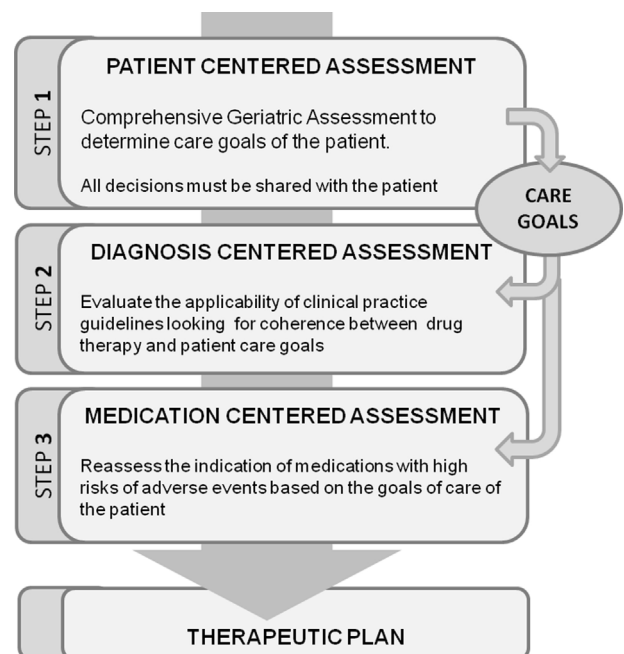 STEP 1
PATIENT CENTERED ASSESSMENT
Comprehensive Geriatric Assessment to
determine care goals of the patient.
All decisions must be shared with the patient
CARE
GOALS
STEP 2
DIAGNOSIS CENTERED ASSESSMENT
Evaluate the applicability of clinical practice
guidelines looking for coherence between drug
therapy and patient care goals
STEP 3
MEDICATION CENTERED ASSESSMENT
Reassess the indication of medications with high
risks of adverse events based on the goals of care of
the patient
THERAPEUTIC PLAN